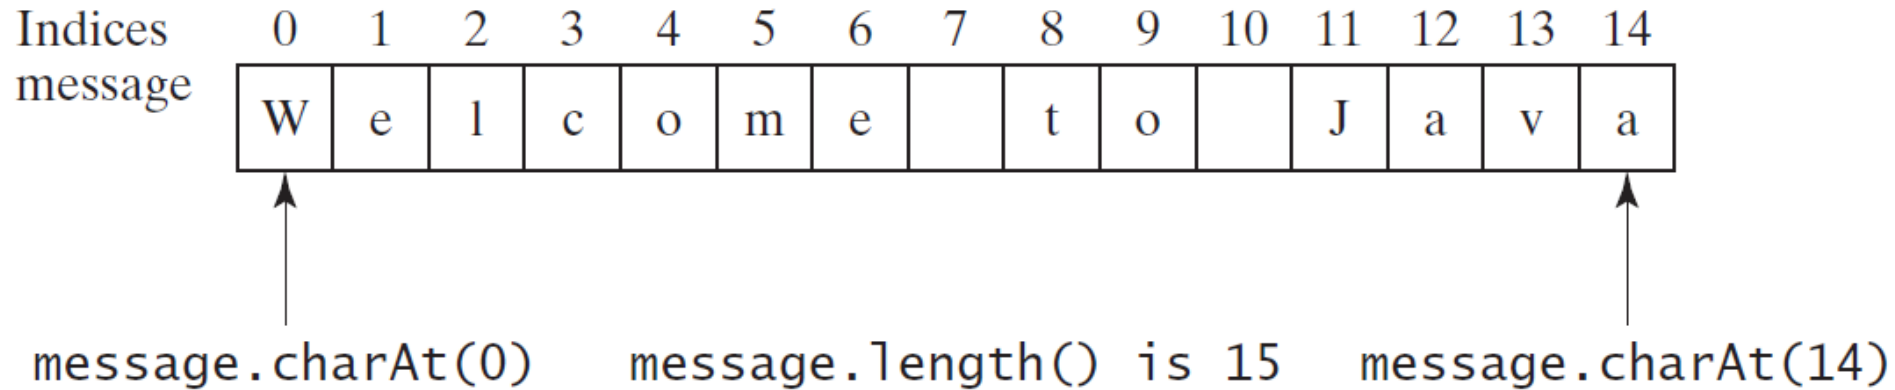 Indices 0 1 2 3 4 5 6 7 8 9 10 11 12 13 14
message
W e l c o m e t o J a v a
message.charAt(0) message.length() is 15 message.charAt(14)